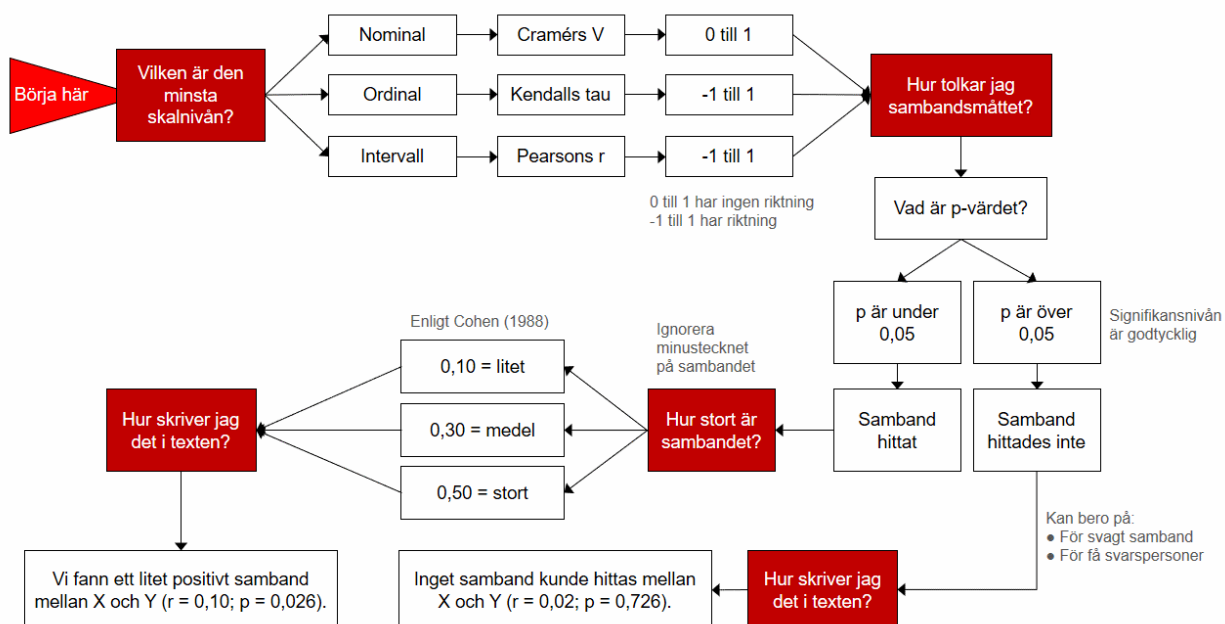 Börja här
Vilken är den
minsta
skalnivån?
Nominal
Cramérs V
0 till 1
Ordinal
Kendalls tau
-1 till 1
Intervall
Pearsons r
-1 till 1
0 till 1 har ingen riktning
-1 till 1 har riktning
Hur tolkar jag
sambandsmåttet?
Vad är p-värdet?
p är under
0,05
p är över
0,05
Signifikansnivån
är godtycklig
Samband
hittat
Samband
hittades inte
Ignorera
minustecknet
på sambandet
Hur stort är
sambandet?
Enligt Cohen (1988)
0,10 = litet
0,30 = medel
0,50 = stort
Hur skriver jag
det i texten?
Vi fann ett litet positivt samband
mellan X och Y (r = 0,10; p = 0,026).
Kan bero på:
● För svagt samband
● För få svarspersoner
Hur skriver jag
det i texten?
Inget samband kunde hittas mellan
X och Y (r = 0,02; p = 0,726).